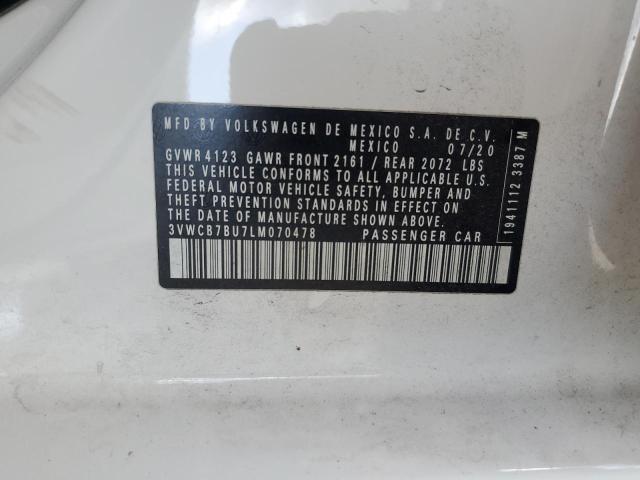 MFD BY VOLKSWAGEN DE MEXICO S.A. DE C.V.
MEXICO 07/20
GVWR 4123 GAWR FRONT 2161 / REAR 2072 LBS
THIS VEHICLE CONFORMS TO ALL APPLICABLE U.S.
FEDERAL MOTOR VEHICLE SAFETY, BUMPER AND
THEFT PREVENTION STANDARDS IN EFFECT ON
THE DATE OF MANUFACTURE SHOWN ABOVE.
3VWCB7BU7LM070478 PASSENGER CAR
1941112 3387 M